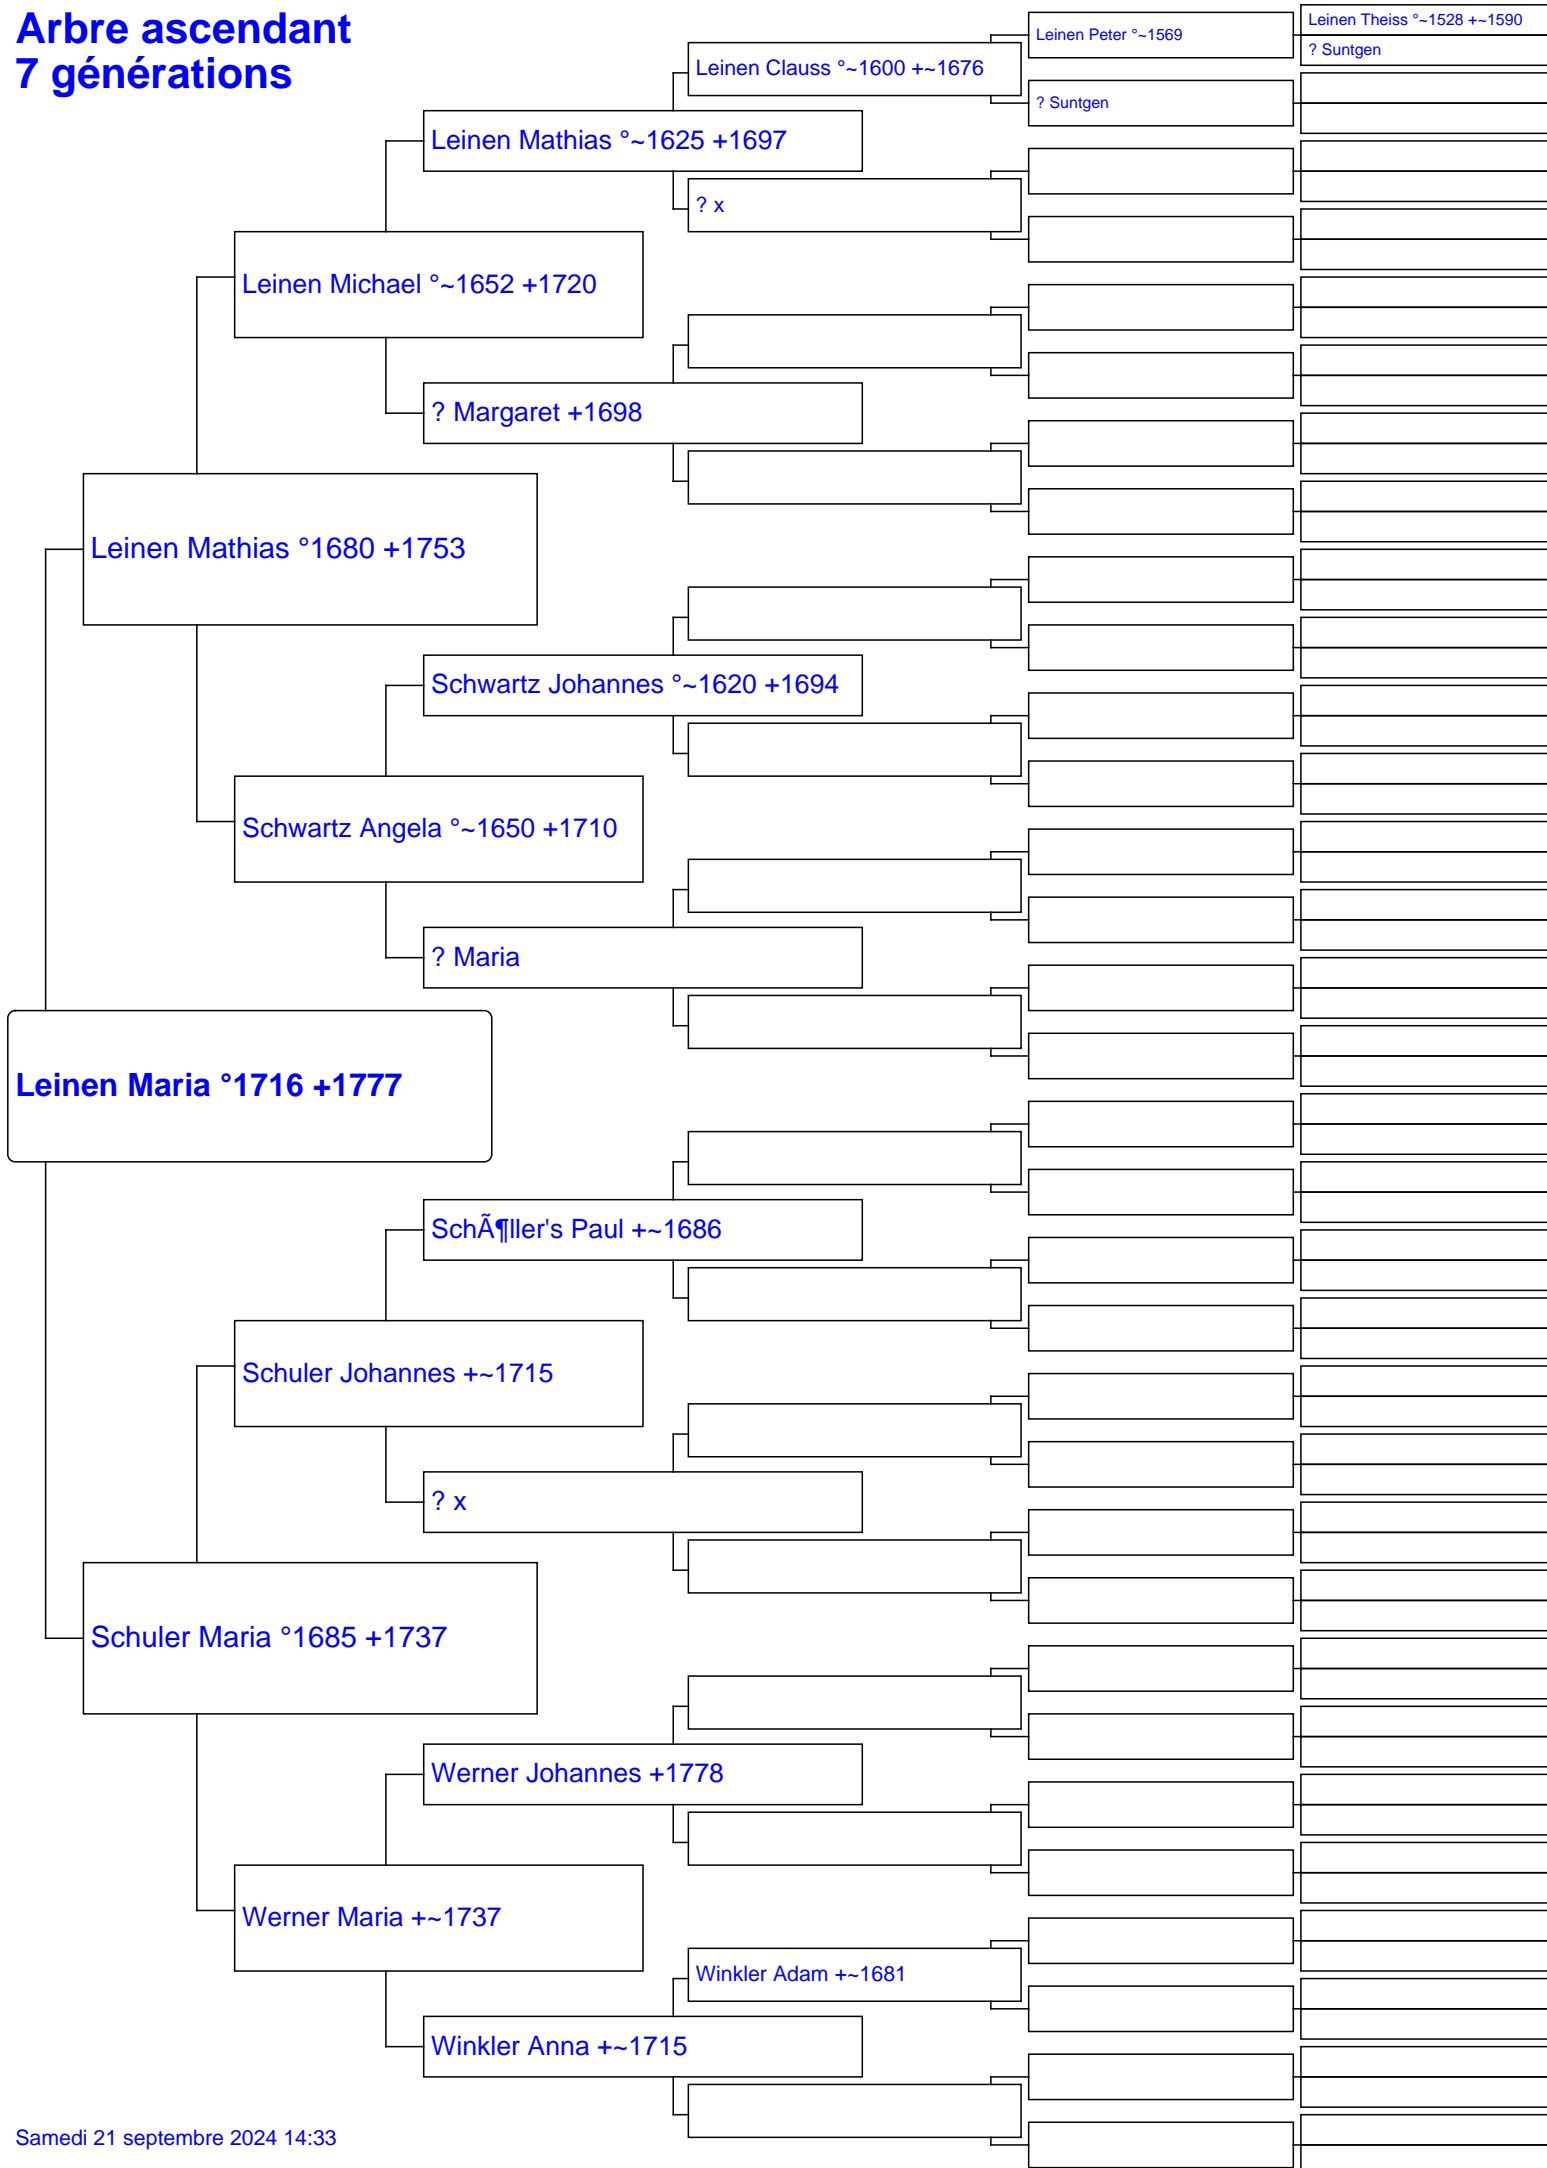 Arbre ascendant
7 générations
Leinen Theiss °~1528 +~1590
Leinen Peter °~1569
? Suntgen
Leinen Clauss °~1600 +~1676
? Suntgen
Leinen Mathias °~1625 +1697
? x
Leinen Michael °~1652 +1720
? Margaret +1698
Leinen Mathias °1680 +1753
Schwartz Johannes °~1620 +1694
Schwartz Angela °~1650 +1710
? Maria
Leinen Maria °1716 +1777
SchÃ¶ller's Paul +~1686
Schuler Johannes +~1715
? x
Schuler Maria °1685 +1737
Werner Johannes +1778
Werner Maria +~1737
Winkler Adam +~1681
Winkler Anna +~1715
Samedi 21 septembre 2024 14:33